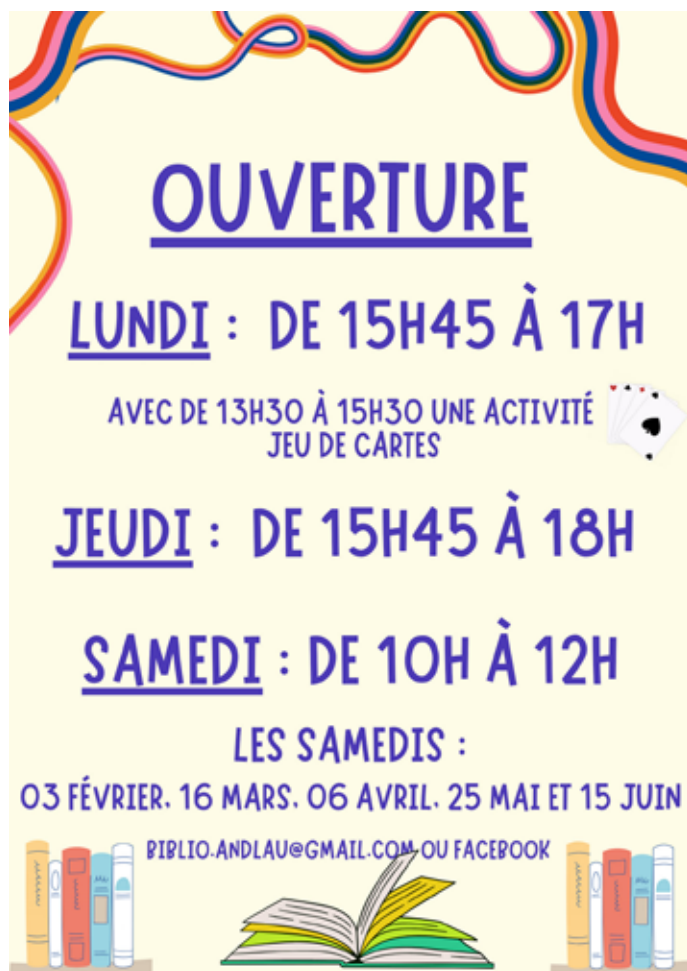 OUVERTURE
LUNDI : DE 15H45 À 17H
AVEC DE 13H30 À 15H30 UNE ACTIVITÉ
JEU DE CARTES
JEUDI : DE 15H45 À 18H
SAMEDI : DE 10H À 12H
LES SAMEDIS :
03 FÉVRIER, 16 MARS, 06 AVRIL, 25 MAI ET 15 JUIN
BIBLIO.ANDLAU@GMAIL.COM OU FACEBOOK